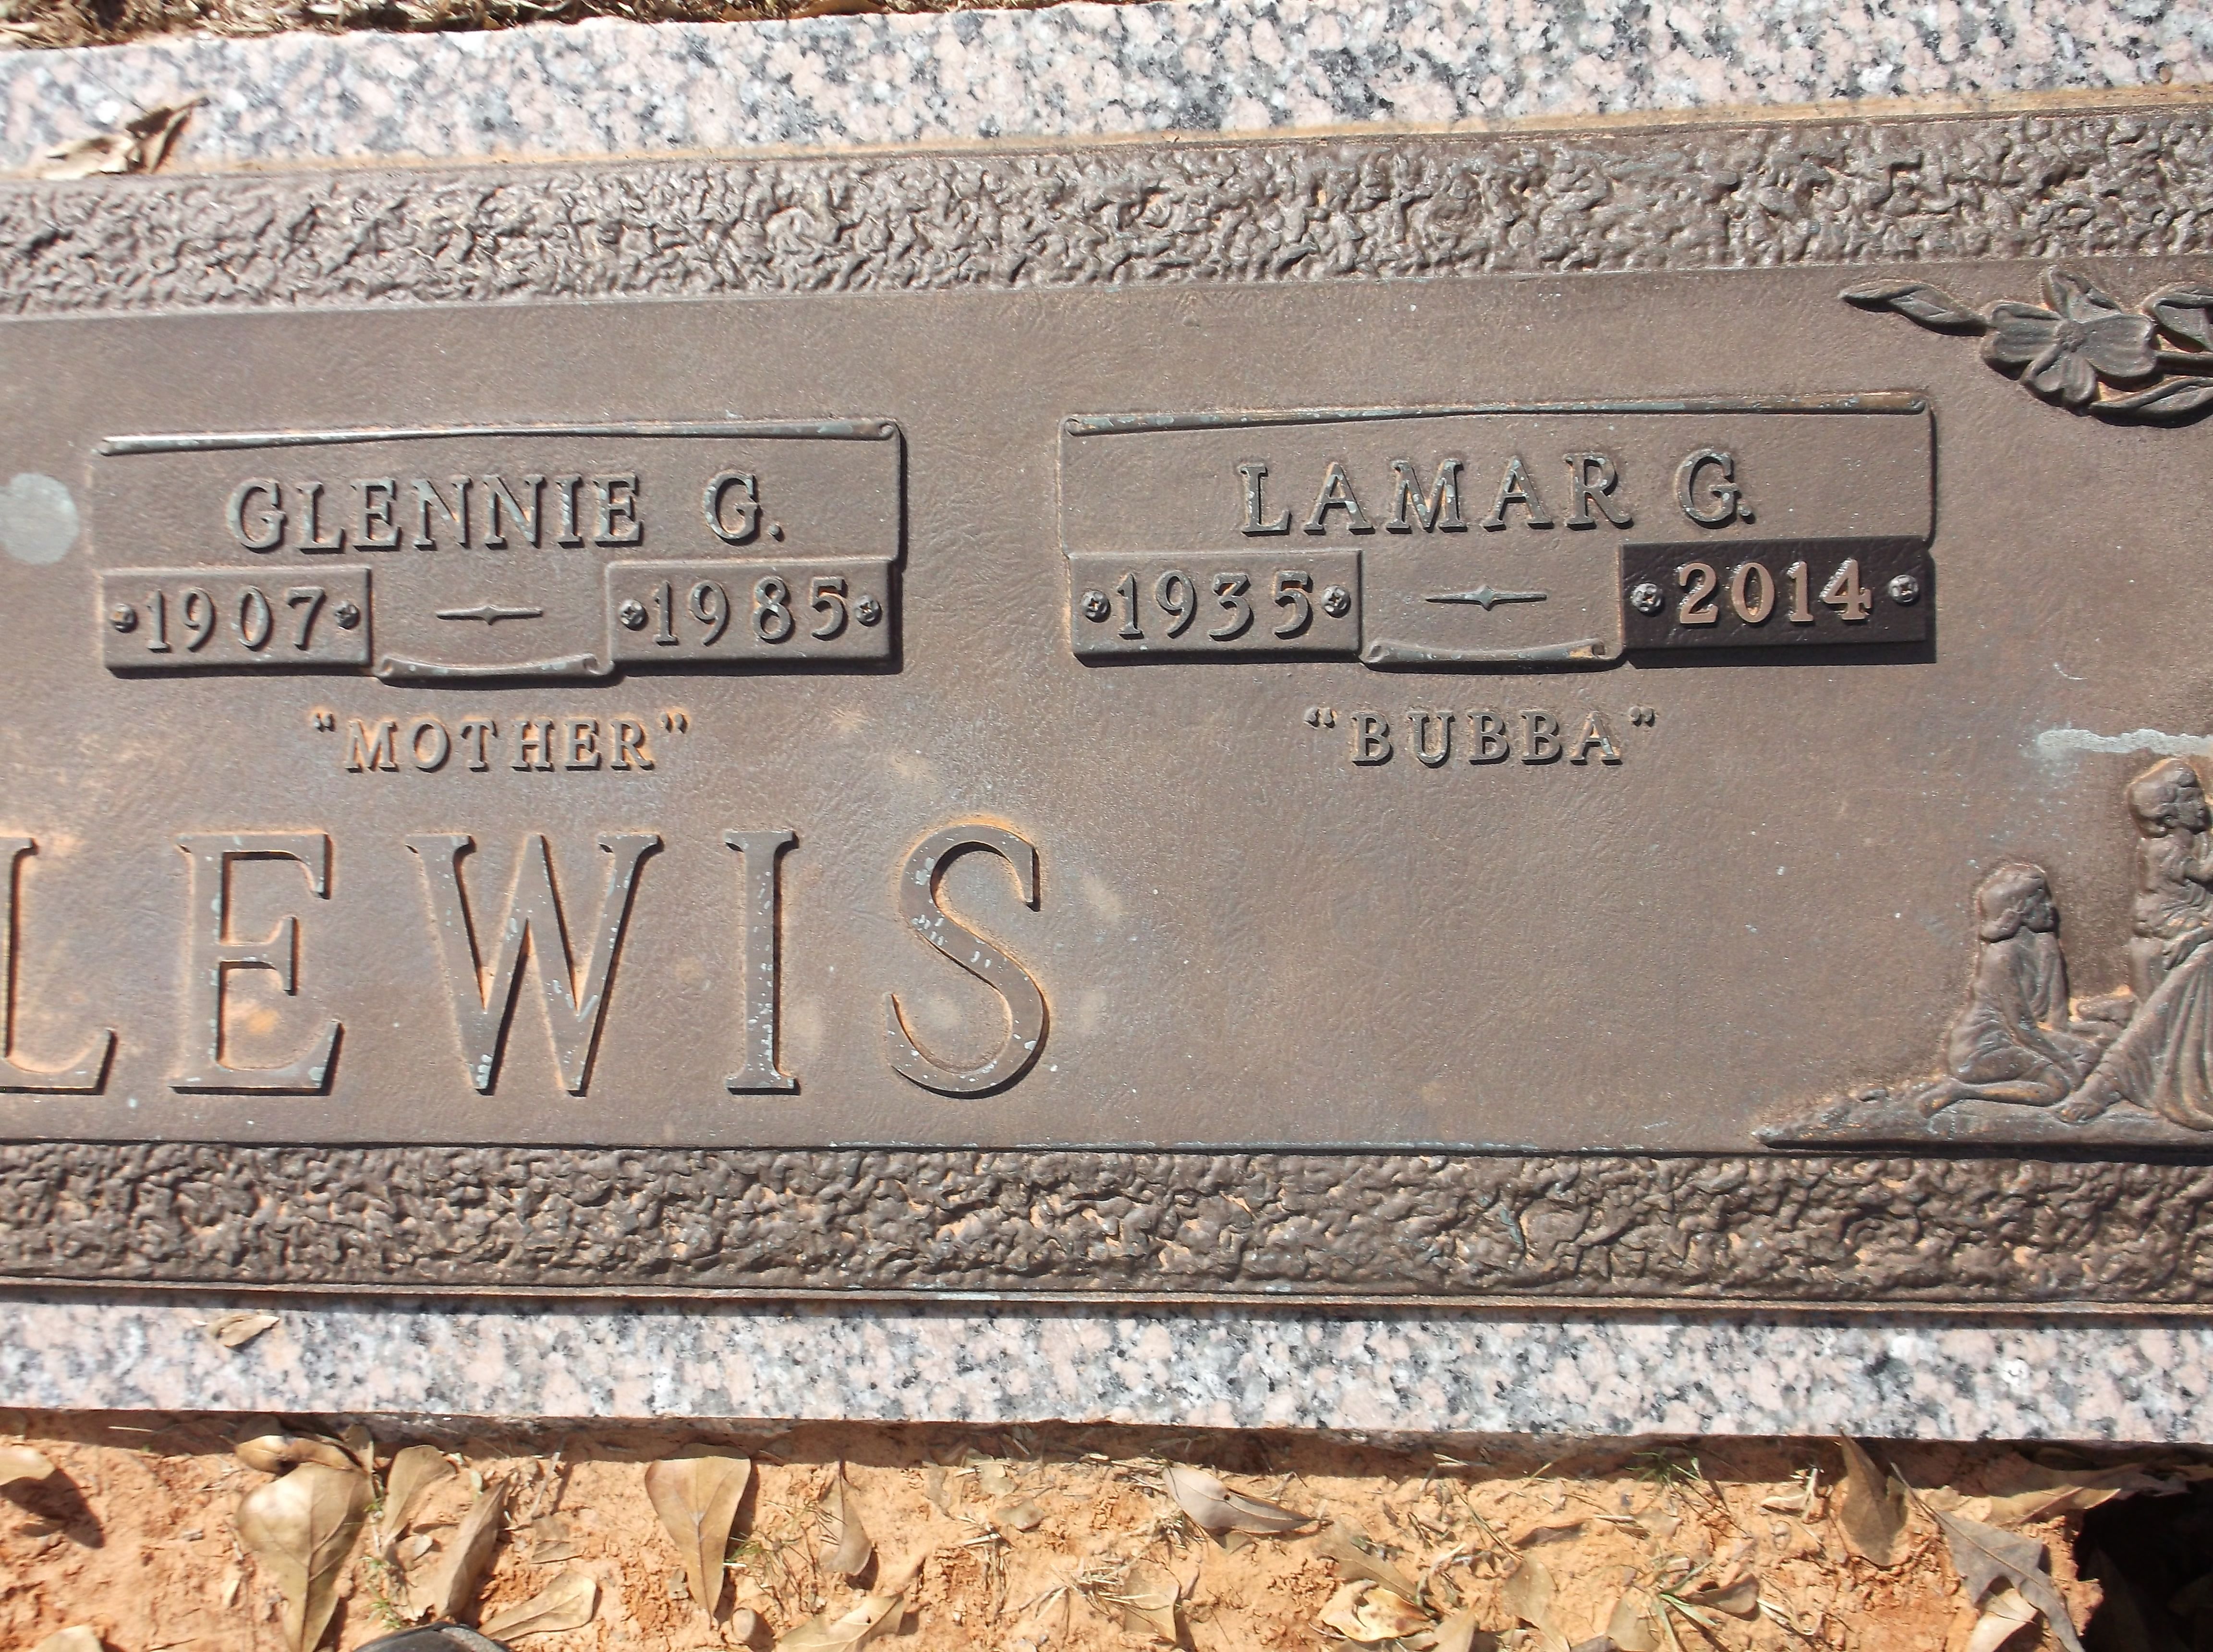 GLENNIE G.
1907 — 1985
"MOTHER"
LAMAR G.
1935 — 2014
"BUBBA"
LEWIS